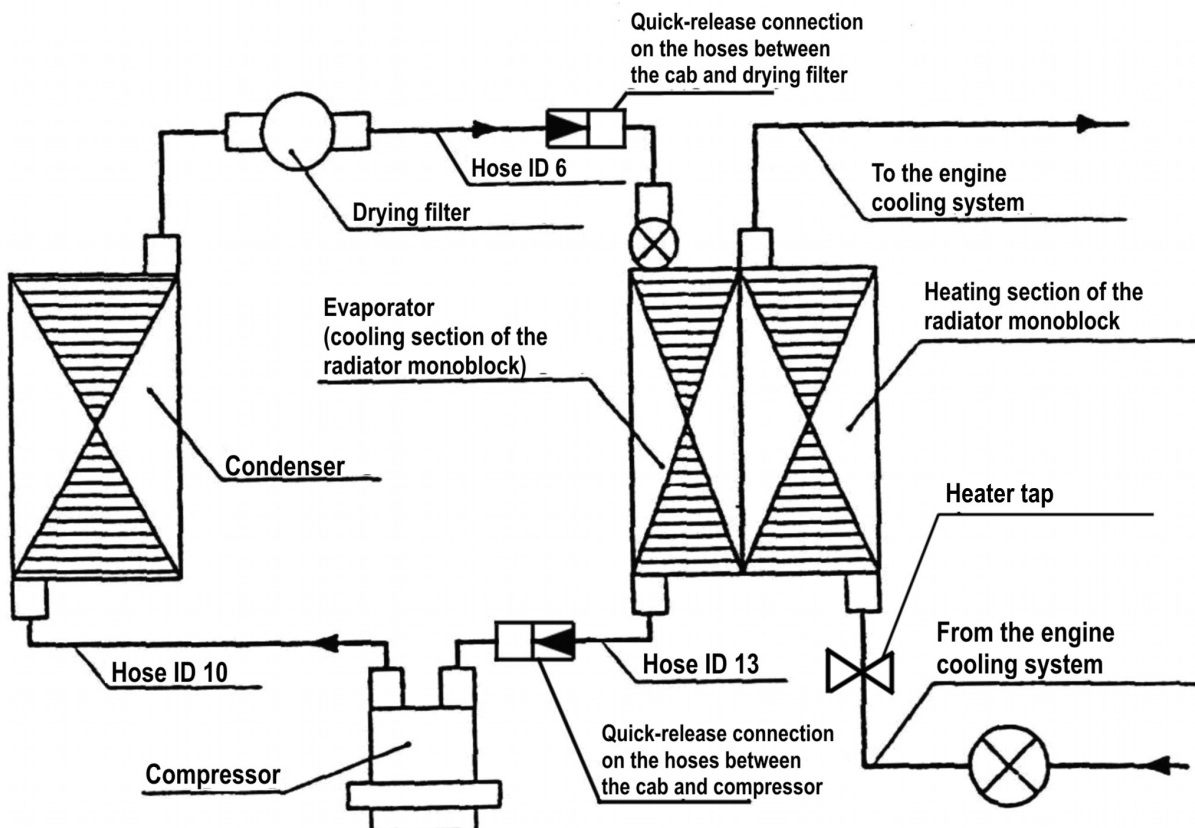 Quick-release connection
on the hoses between
the cab and drying filter
Hose ID 6
Drying filter
To the engine
cooling system
Evaporator
(cooling section of the
radiator monoblock)
Heating section of the
radiator monoblock
Condenser
Heater tap
From the engine
cooling system
Hose ID 10
Hose ID 13
Quick-release connection
on the hoses between
the cab and compressor
Compressor